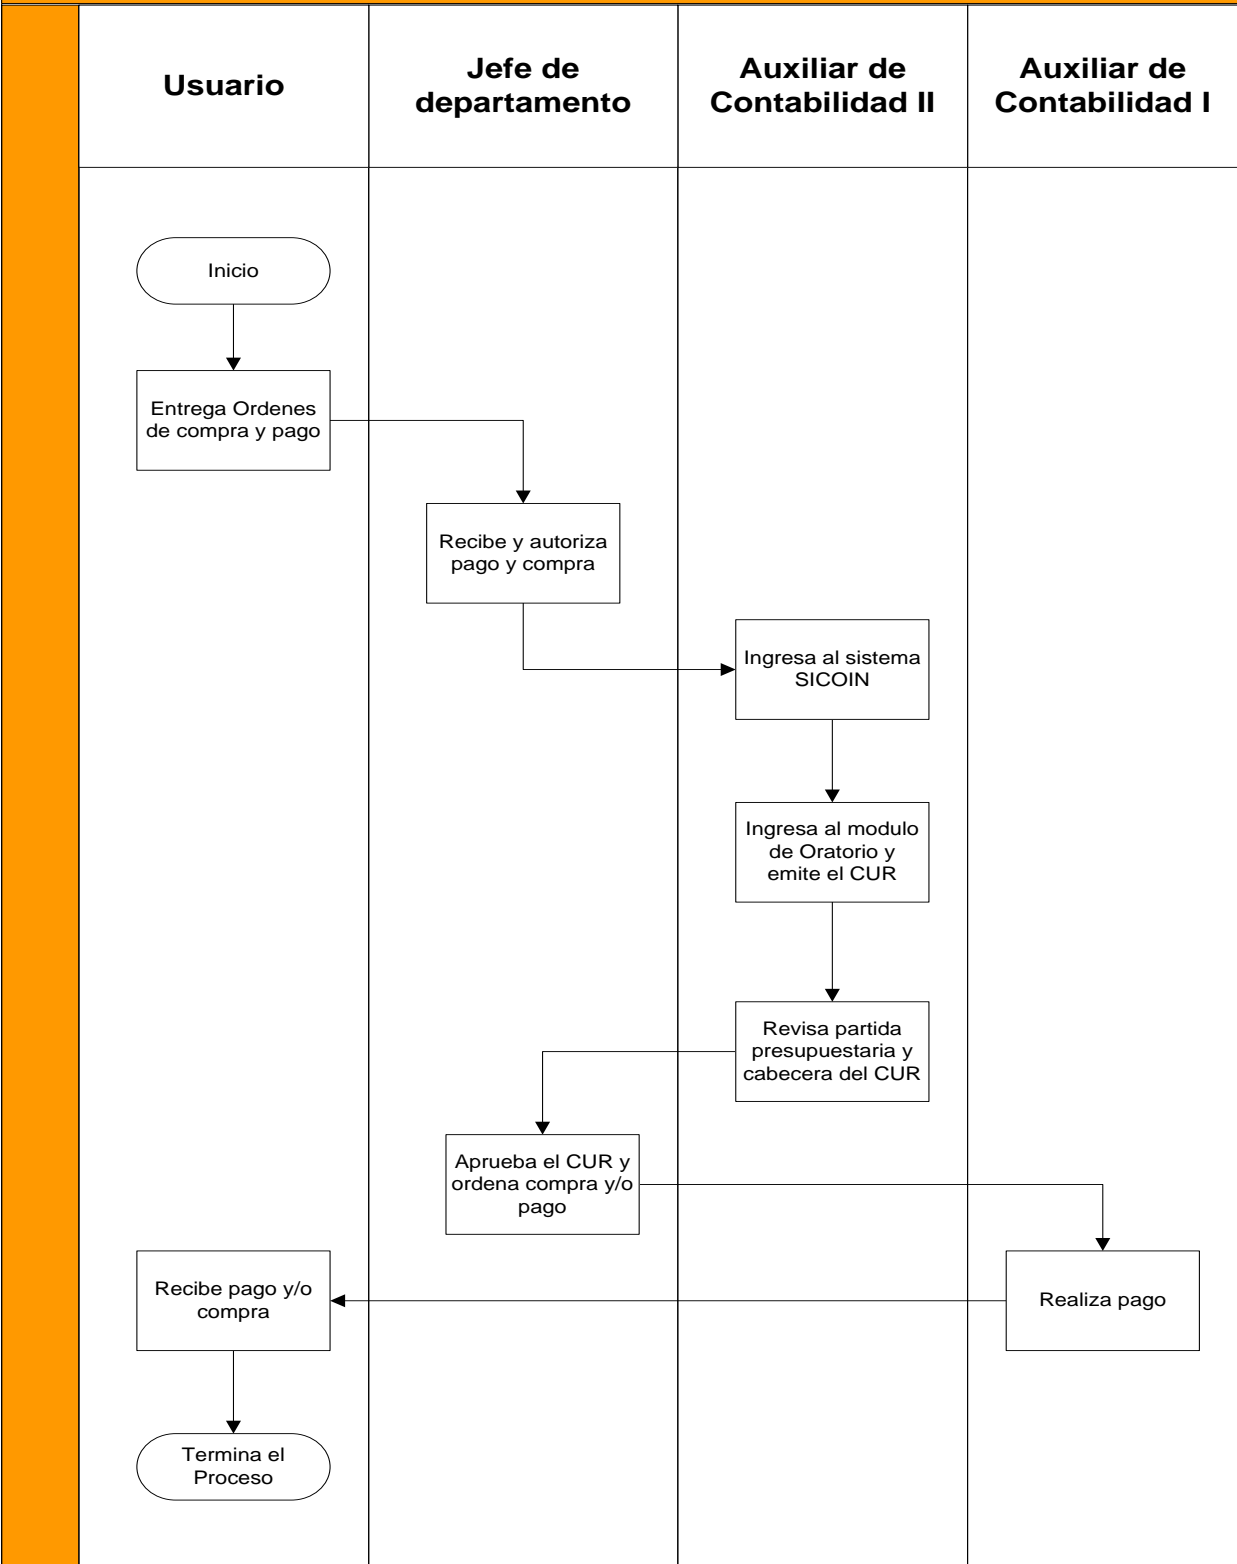 Usuario
Jefe de
departamento
Auxiliar de
Contabilidad II
Auxiliar de
Contabilidad I
Inicio
Entrega Ordenes
de compra y pago
Recibe y autoriza
pago y compra
Ingresa al sistema
SICOIN
Ingresa al modulo
de Oratorio y
emite el CUR
Revisa partida
presupuestaria y
cabecera del CUR
Aprueba el CUR y
ordena compra y/o
pago
Realiza pago
Recibe pago y/o
compra
Termina el
Proceso